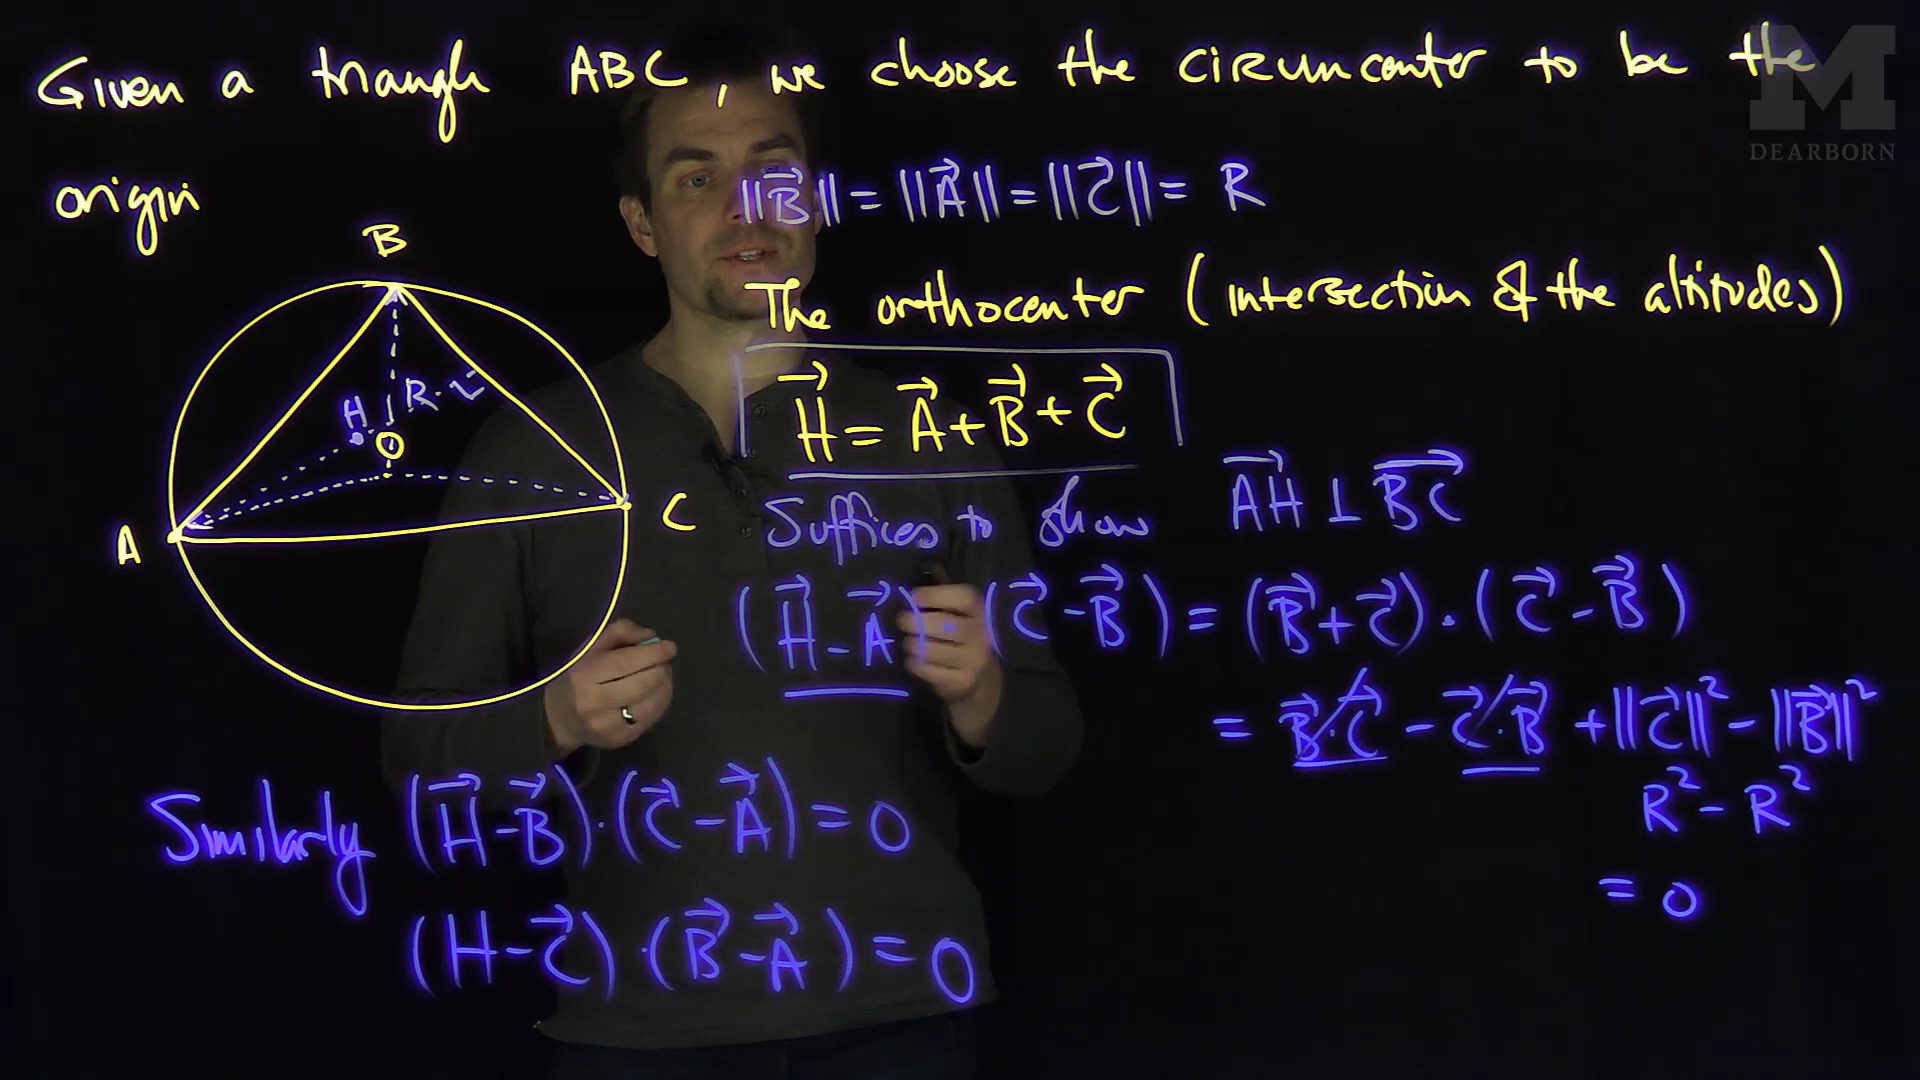 Given a triangle ABC, we choose the circumcenter to be the
origin
M
DEARBORN
||B⃗|| = ||A⃗|| = ||C⃗|| = R
The orthocenter (intersection of the altitudes)
H⃗ = A⃗ + B⃗ + C⃗
B
H
R
O
A
C
Suffices to show AH⃗ ⊥ BC⃗
(H⃗ - A⃗) · (C⃗ - B⃗) = (B⃗ + C⃗) · (C⃗ - B⃗)
= B⃗·C⃗ - C⃗·B⃗ + ||C⃗||² - ||B⃗||²
R² - R²
= 0
Similarly (H⃗ - B⃗) · (C⃗ - A⃗) = 0
(H - C⃗) · (B⃗ - A⃗) = 0